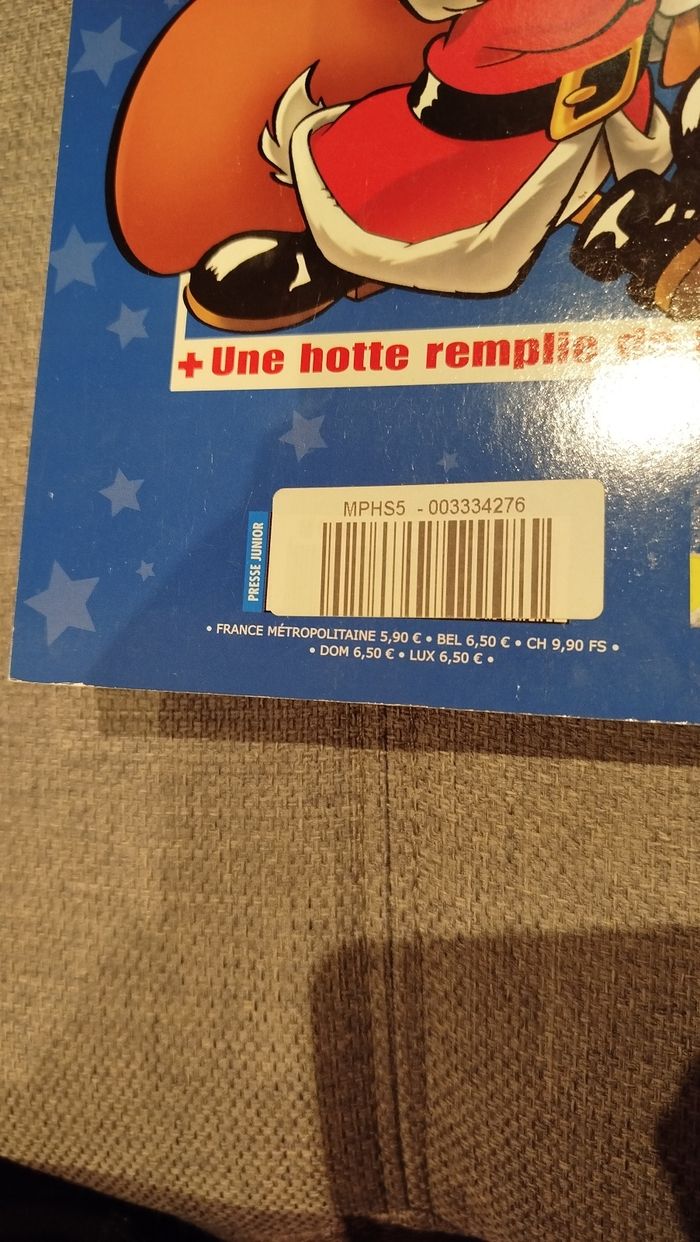 + Une hotte remplie de
MPHS5 - 003334276
PRESSE JUNIOR
• FRANCE MÉTROPOLITAINE 5,90 € • BEL 6,50 € • CH 9,90 FS •
• DOM 6,50 € • LUX 6,50 € •